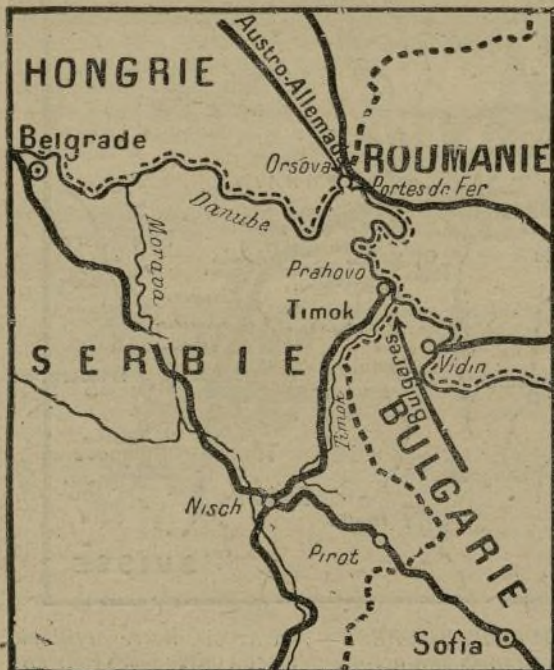 HONGRIE
Austro-Allemands
Belgrade
Orsova
ROUMANIE
Portes de Fer
Danube
Morava
Prahovo
Timok
SERBIE
Vidin
Bulgares
Timok
BULGARIE
Nisch
Pirot
Sofia